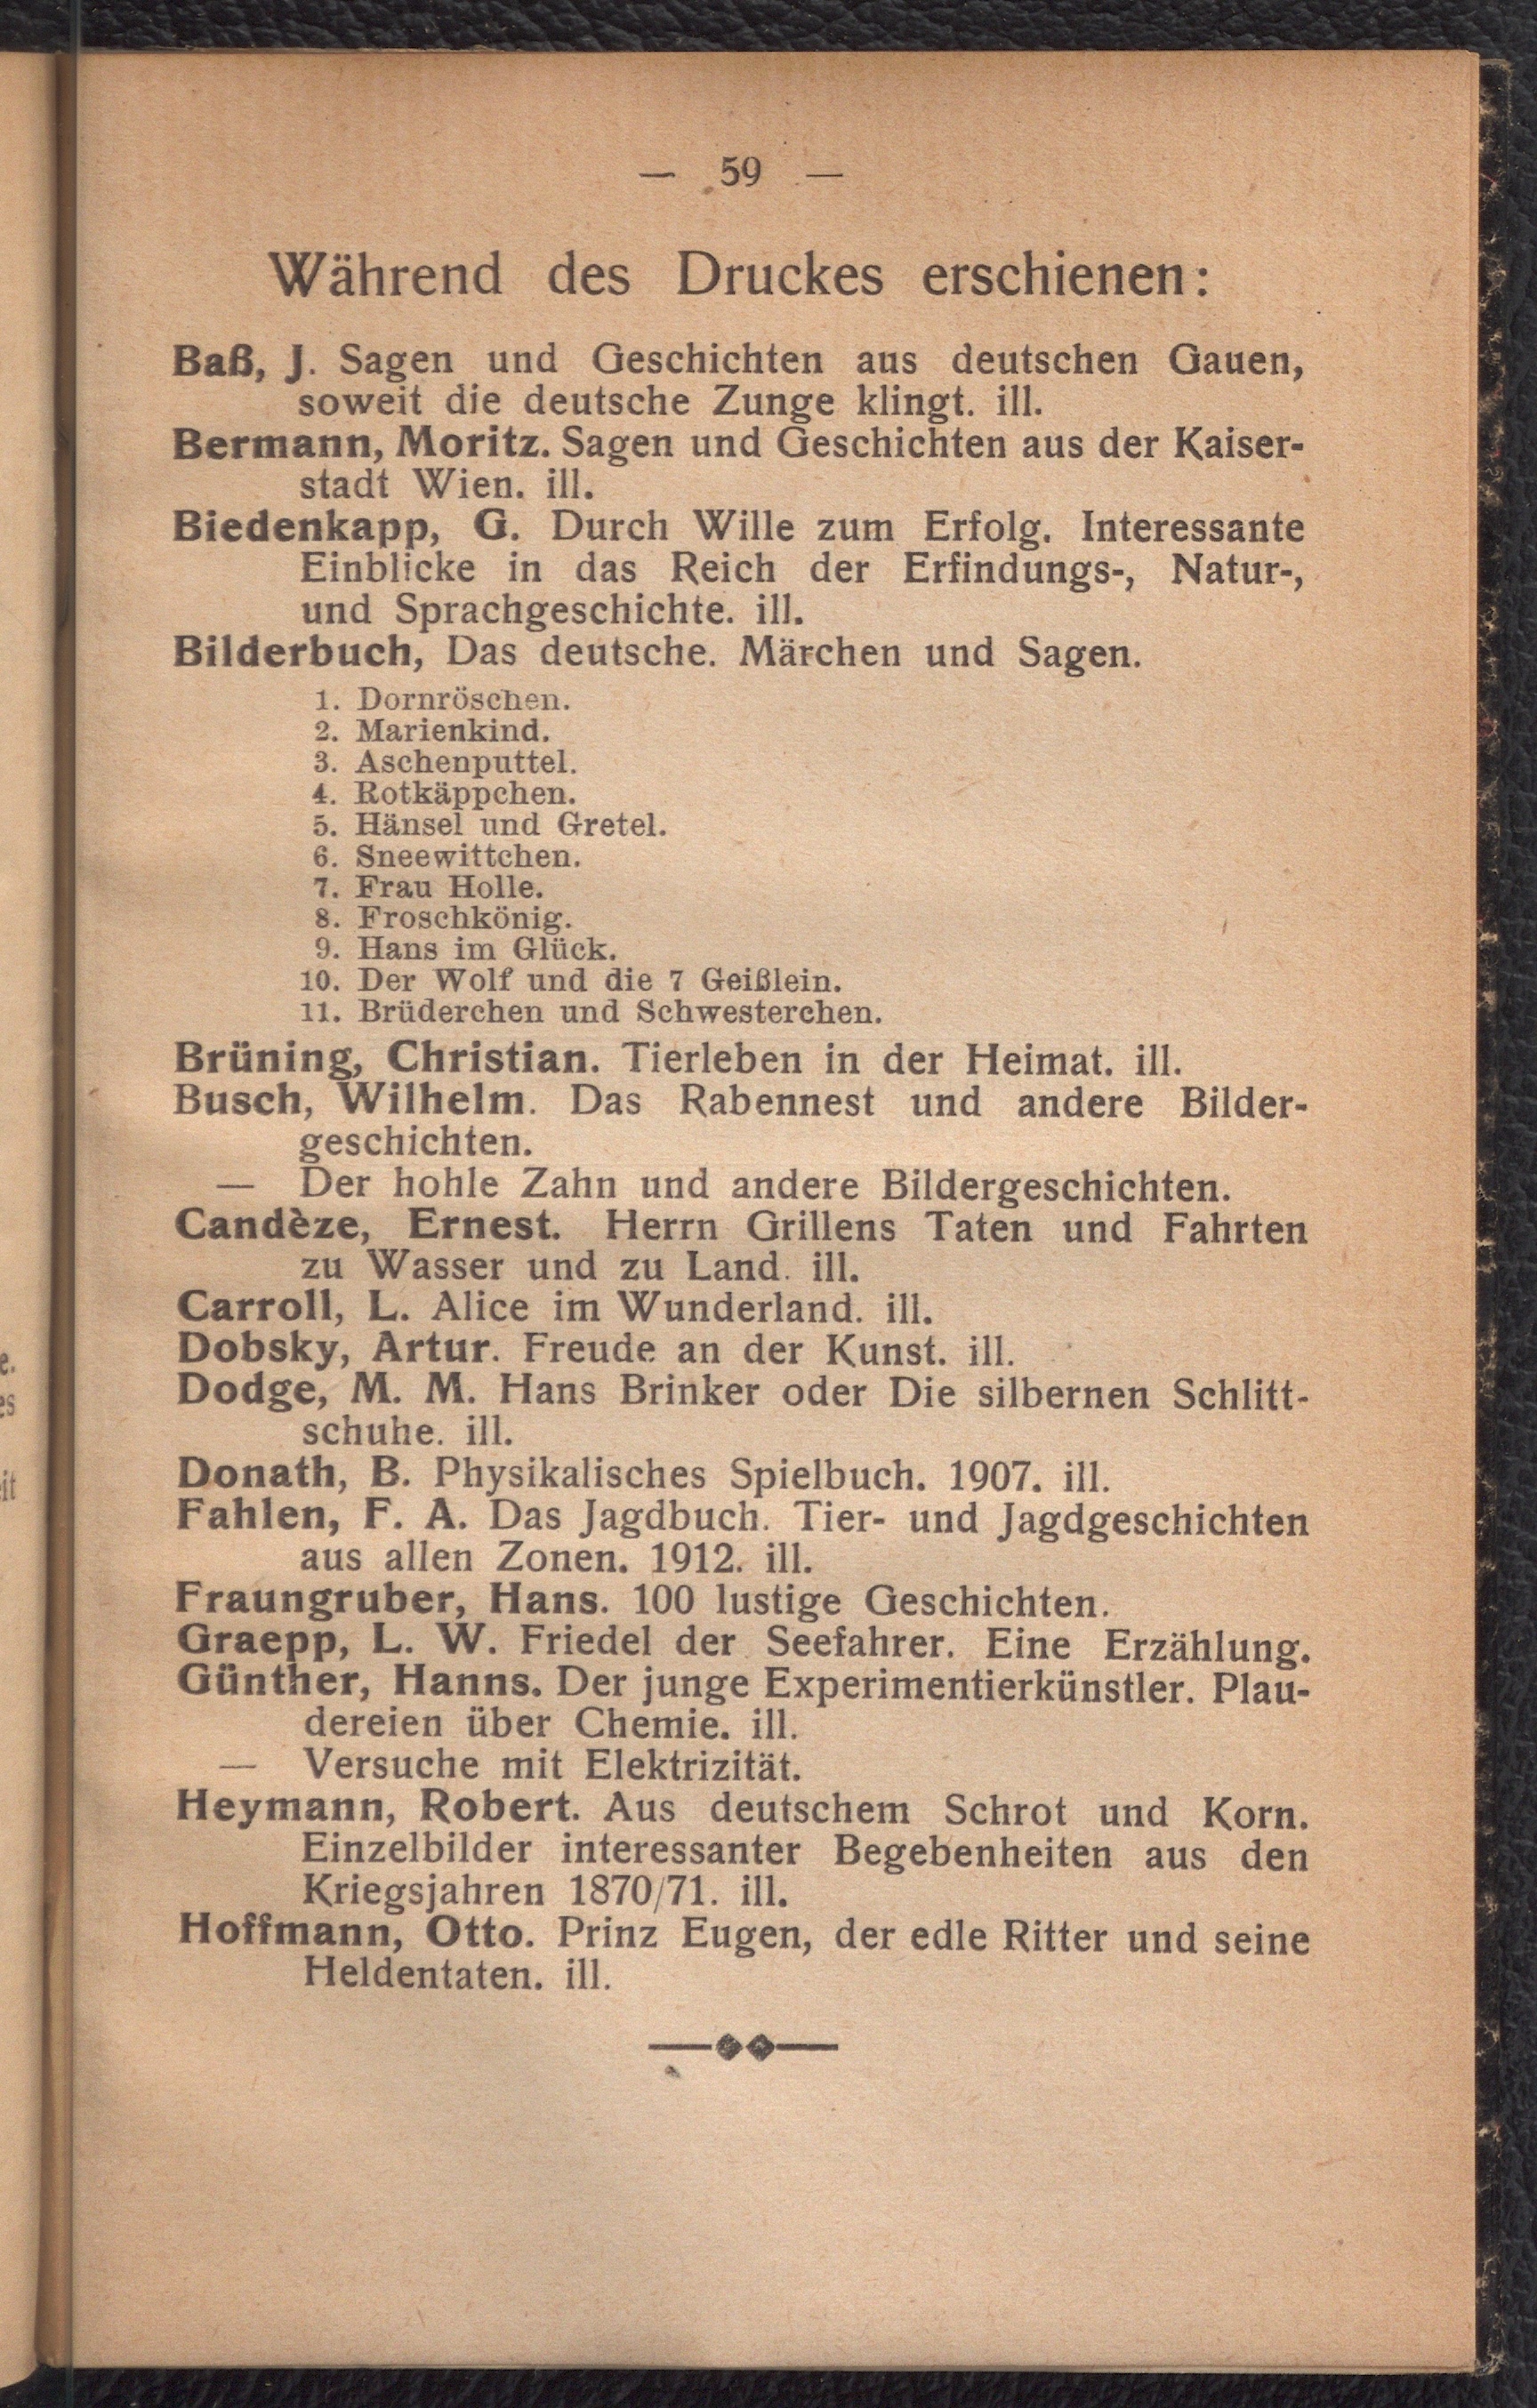 — 59 —
Während des Druckes erschienen:
Baß, J. Sagen und Geschichten aus deutschen Gauen,
soweit die deutsche Zunge klingt. ill.
Bermann, Moritz. Sagen und Geschichten aus der Kaiser-
stadt Wien. ill.
Biedenkapp, G. Durch Wille zum Erfolg. Interessante
Einblicke in das Reich der Erfindungs-, Natur-,
und Sprachgeschichte. ill.
Bilderbuch, Das deutsche. Märchen und Sagen.
1. Dornröschen.
2. Marienkind.
3. Aschenputtel.
4. Rotkäppchen.
5. Hänsel und Gretel.
6. Sneewittchen.
7. Frau Holle.
8. Froschkönig.
9. Hans im Glück.
10. Der Wolf und die 7 Geißlein.
11. Brüderchen und Schwesterchen.
Brüning, Christian. Tierleben in der Heimat. ill.
Busch, Wilhelm. Das Rabennest und andere Bilder-
geschichten.
— Der hohle Zahn und andere Bildergeschichten.
Candèze, Ernest. Herrn Grillens Taten und Fahrten
zu Wasser und zu Land. ill.
Carroll, L. Alice im Wunderland. ill.
Dobsky, Artur. Freude an der Kunst. ill.
Dodge, M. M. Hans Brinker oder Die silbernen Schlitt-
schuhe. ill.
Donath, B. Physikalisches Spielbuch. 1907. ill.
Fahlen, F. A. Das Jagdbuch. Tier- und Jagdgeschichten
aus allen Zonen. 1912. ill.
Fraungruber, Hans. 100 lustige Geschichten.
Graepp, L. W. Friedel der Seefahrer. Eine Erzählung.
Günther, Hanns. Der junge Experimentierkünstler. Plau-
dereien über Chemie. ill.
— Versuche mit Elektrizität.
Heymann, Robert. Aus deutschem Schrot und Korn.
Einzelbilder interessanter Begebenheiten aus den
Kriegsjahren 1870/71. ill.
Hoffmann, Otto. Prinz Eugen, der edle Ritter und seine
Heldentaten. ill.